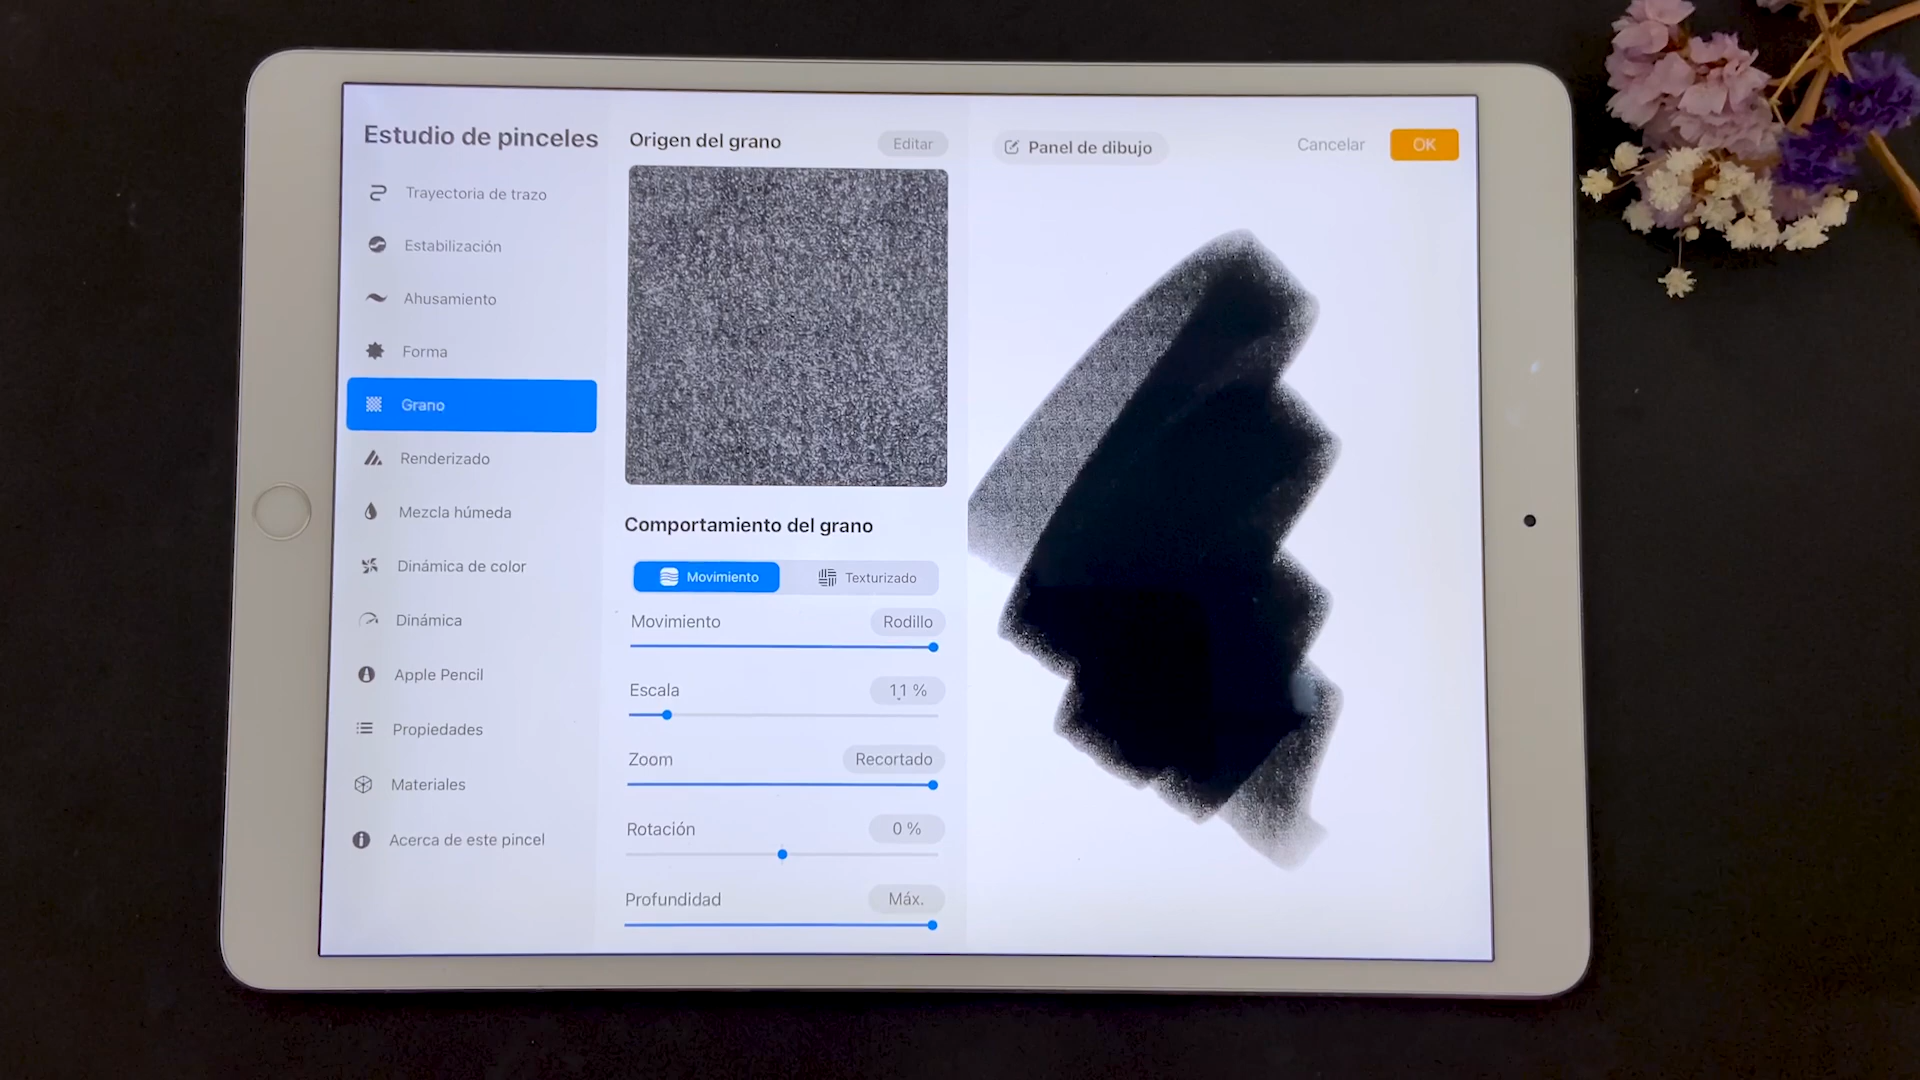 Estudio de pinceles
Trayectoria de trazo
Estabilización
Ahusamiento
Forma
Grano
Renderizado
Mezcla húmeda
Dinámica de color
Dinámica
Apple Pencil
Propiedades
Materiales
Acerca de este pincel
Origen del grano
Editar
Comportamiento del grano
Movimiento
Texturizado
Movimiento
Rodillo
Escala
11 %
Zoom
Recortado
Rotación
0 %
Profundidad
Máx.
Panel de dibujo
Cancelar
OK